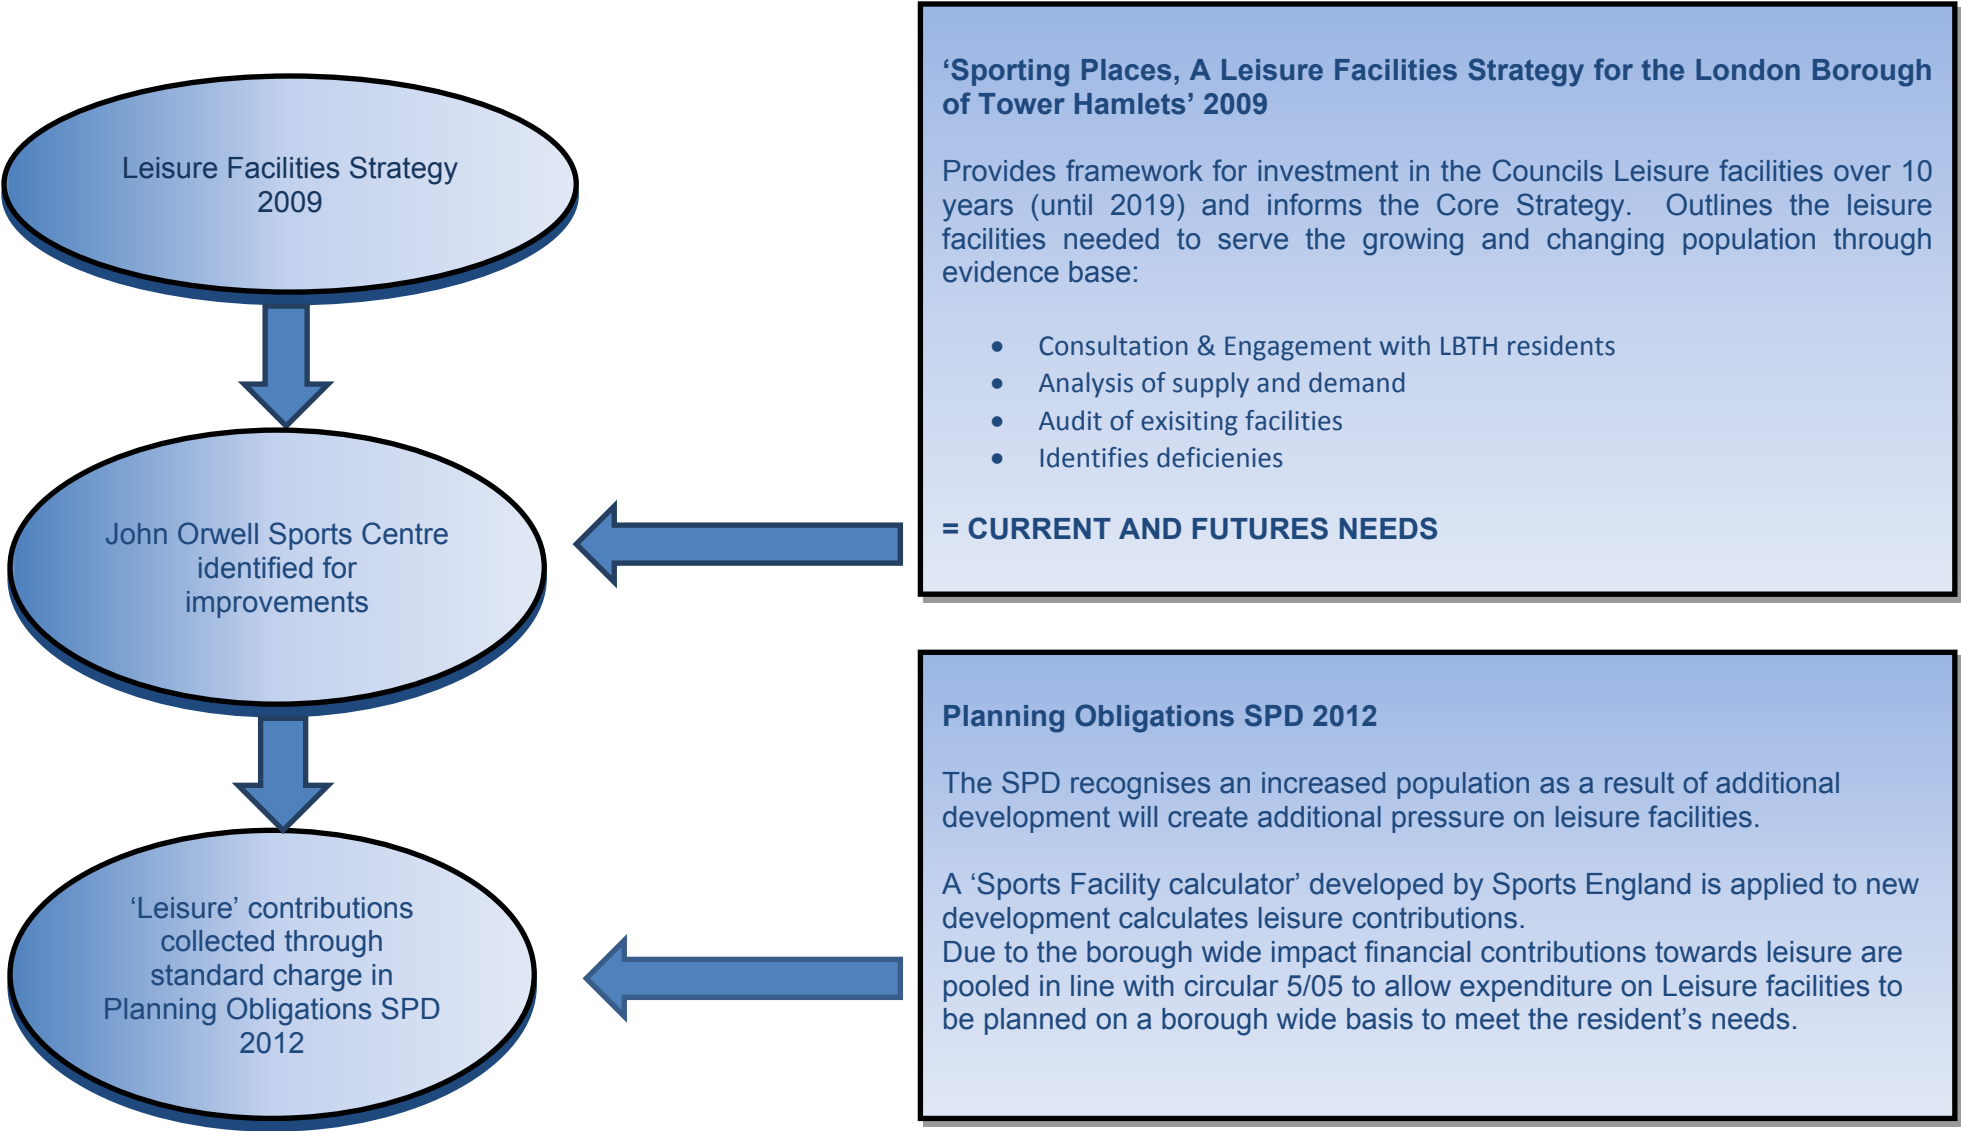 Leisure Facilities Strategy
2009
John Orwell Sports Centre
identified for
improvements
‘Leisure’ contributions
collected through
standard charge in
Planning Obligations SPD
2012
‘Sporting Places, A Leisure Facilities Strategy for the London Borough
of Tower Hamlets’ 2009
Provides framework for investment in the Councils Leisure facilities over 10
years (until 2019) and informs the Core Strategy. Outlines the leisure
facilities needed to serve the growing and changing population through
evidence base:
• Consultation & Engagement with LBTH residents
• Analysis of supply and demand
• Audit of exisiting facilities
• Identifies deficienies
= CURRENT AND FUTURES NEEDS
Planning Obligations SPD 2012
The SPD recognises an increased population as a result of additional
development will create additional pressure on leisure facilities.
A ‘Sports Facility calculator’ developed by Sports England is applied to new
development calculates leisure contributions.
Due to the borough wide impact financial contributions towards leisure are
pooled in line with circular 5/05 to allow expenditure on Leisure facilities to
be planned on a borough wide basis to meet the resident’s needs.